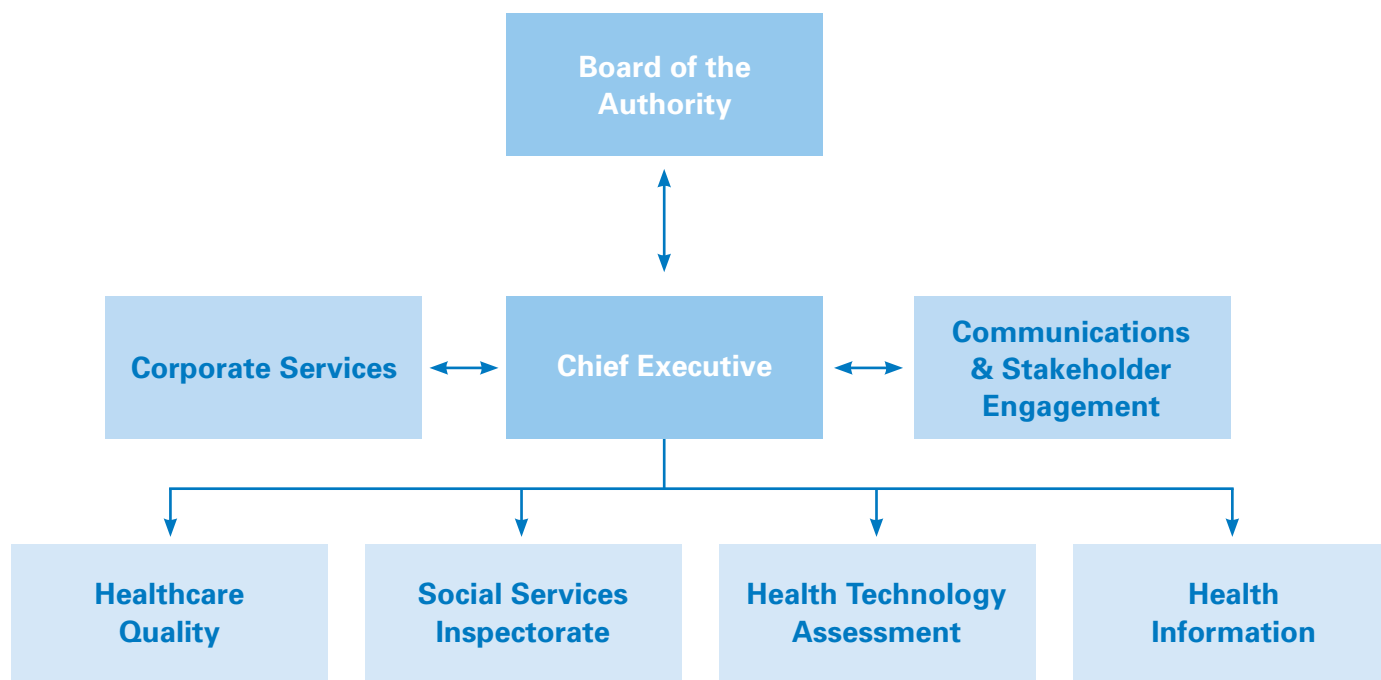 Board of the
Authority
Corporate Services
Chief Executive
Communications
& Stakeholder
Engagement
Healthcare
Quality
Social Services
Inspectorate
Health Technology
Assessment
Health
Information